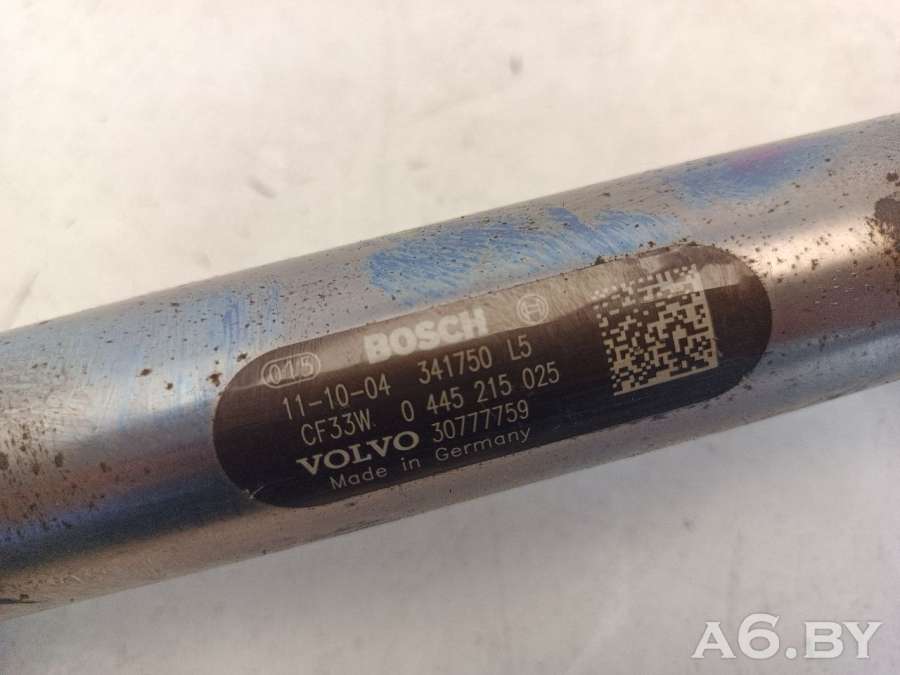 015 BOSCH
11-10-04 341750 L5
CF33W 0 445 215 025
VOLVO 30777759
Made in Germany
A6.BY